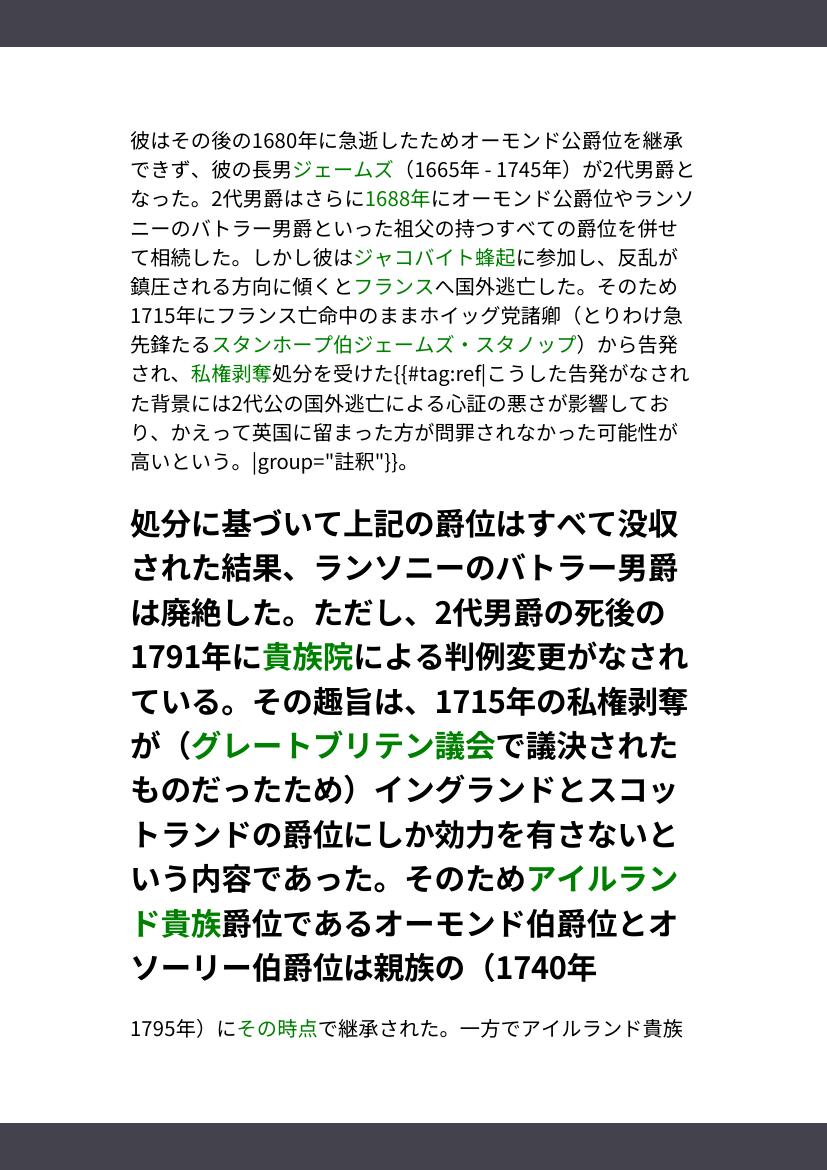 彼はその後の1680年に急逝したためオーモンド公爵位を継承
できず、彼の長男ジェームズ（1665年 - 1745年）が2代男爵と
なった。2代男爵はさらに1688年にオーモンド公爵位やランソ
ニーのバトラー男爵といった祖父の持つすべての爵位を併せ
て相続した。しかし彼はジャコバイト蜂起に参加し、反乱が
鎮圧される方向に傾くとフランスへ国外逃亡した。そのため
1715年にフランス亡命中のままホイッグ党諸卿（とりわけ急
先鋒たるスタンホープ伯ジェームズ・スタノップ）から告発
され、私権剥奪処分を受けた{{#tag:ref|こうした告発がなされ
た背景には2代公の国外逃亡による心証の悪さが影響してお
り、かえって英国に留まった方が問罪されなかった可能性が
高いという。|group="註釈"}}。
処分に基づいて上記の爵位はすべて没収
された結果、ランソニーのバトラー男爵
は廃絶した。ただし、2代男爵の死後の
1791年に貴族院による判例変更がなされ
ている。その趣旨は、1715年の私権剥奪
が（グレートブリテン議会で議決された
ものだったため）イングランドとスコッ
トランドの爵位にしか効力を有さないと
いう内容であった。そのためアイルラン
ド貴族爵位であるオーモンド伯爵位とオ
ソーリー伯爵位は親族の（1740年
1795年）にその時点で継承された。一方でアイルランド貴族